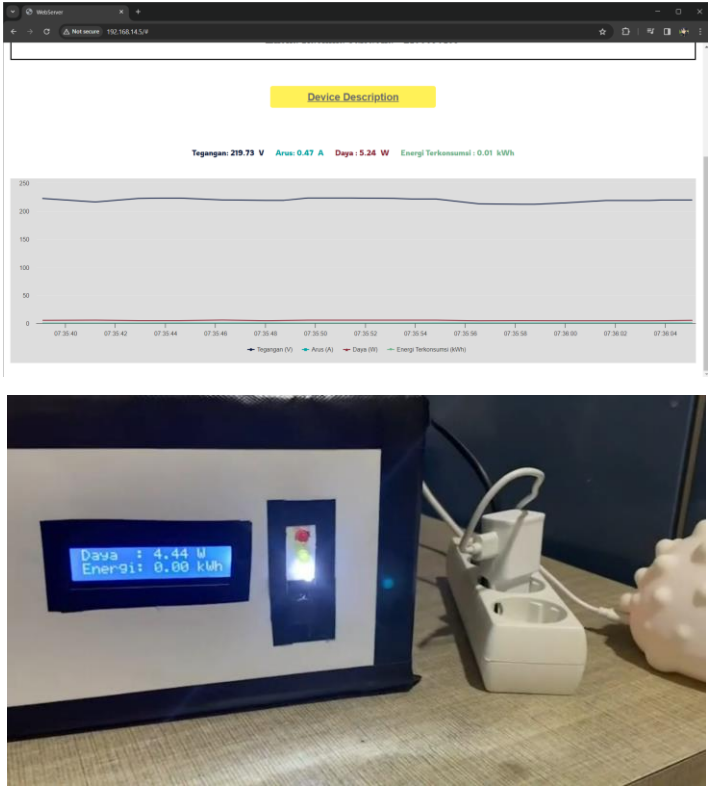 WebServer
Not secure 192.168.14.5/#
Device Description
Tegangan: 219.73 V Arus: 0.47 A Daya : 5.24 W Energi Terkonsumsi : 0.01 kWh
250
200
150
100
50
0
07:35:40 07:35:42 07:35:44 07:35:46 07:35:48 07:35:50 07:35:52 07:35:54 07:35:56 07:35:58 07:36:00 07:36:02 07:36:04
Tegangan (V) Arus (A) Daya (W) Energi Terkonsumsi (kWh)
Daya : 4.44 W
Energi: 0.00 kWh